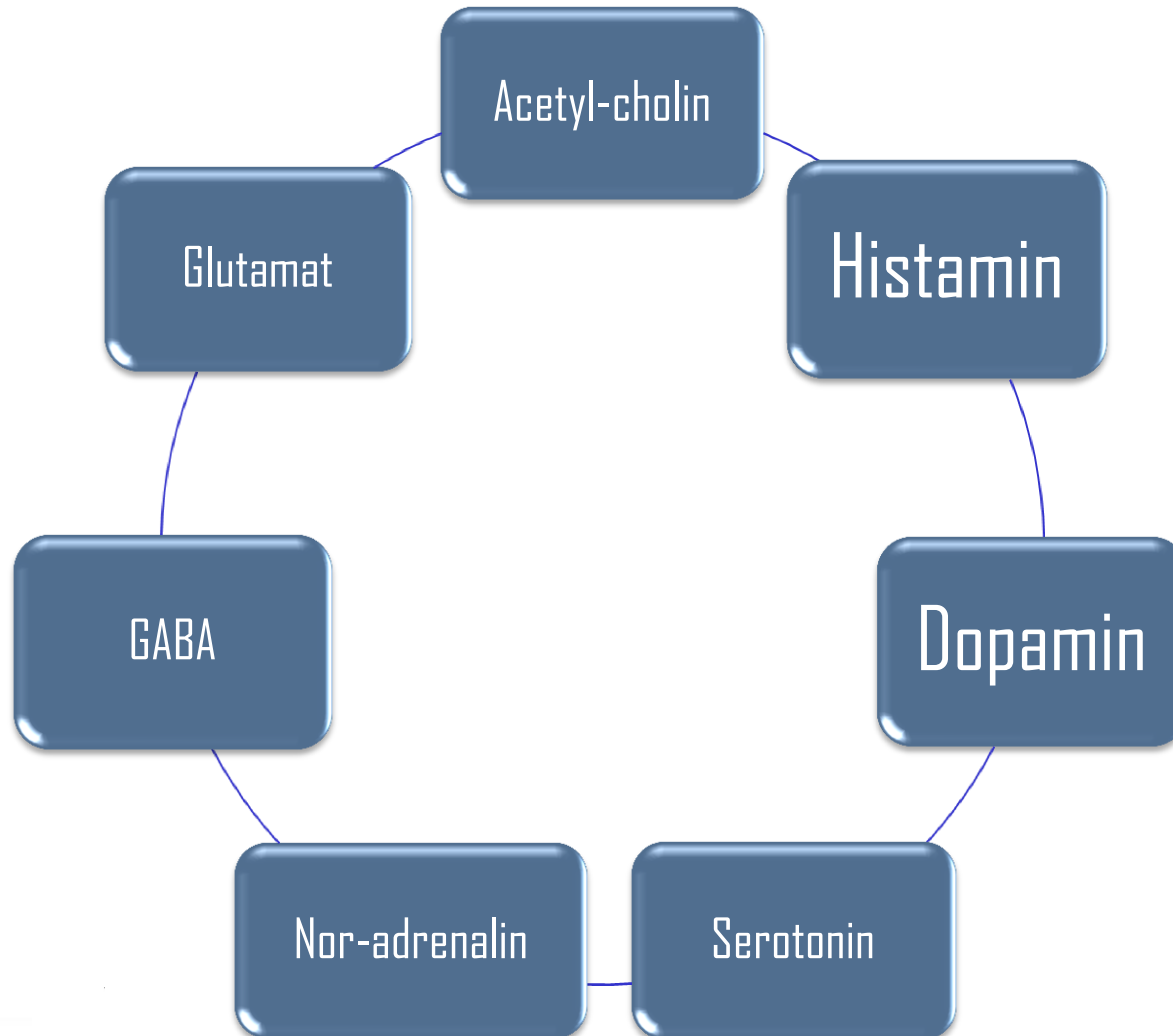 Acetyl-cholin
Histamin
Dopamin
Serotonin
Nor-adrenalin
GABA
Glutamat